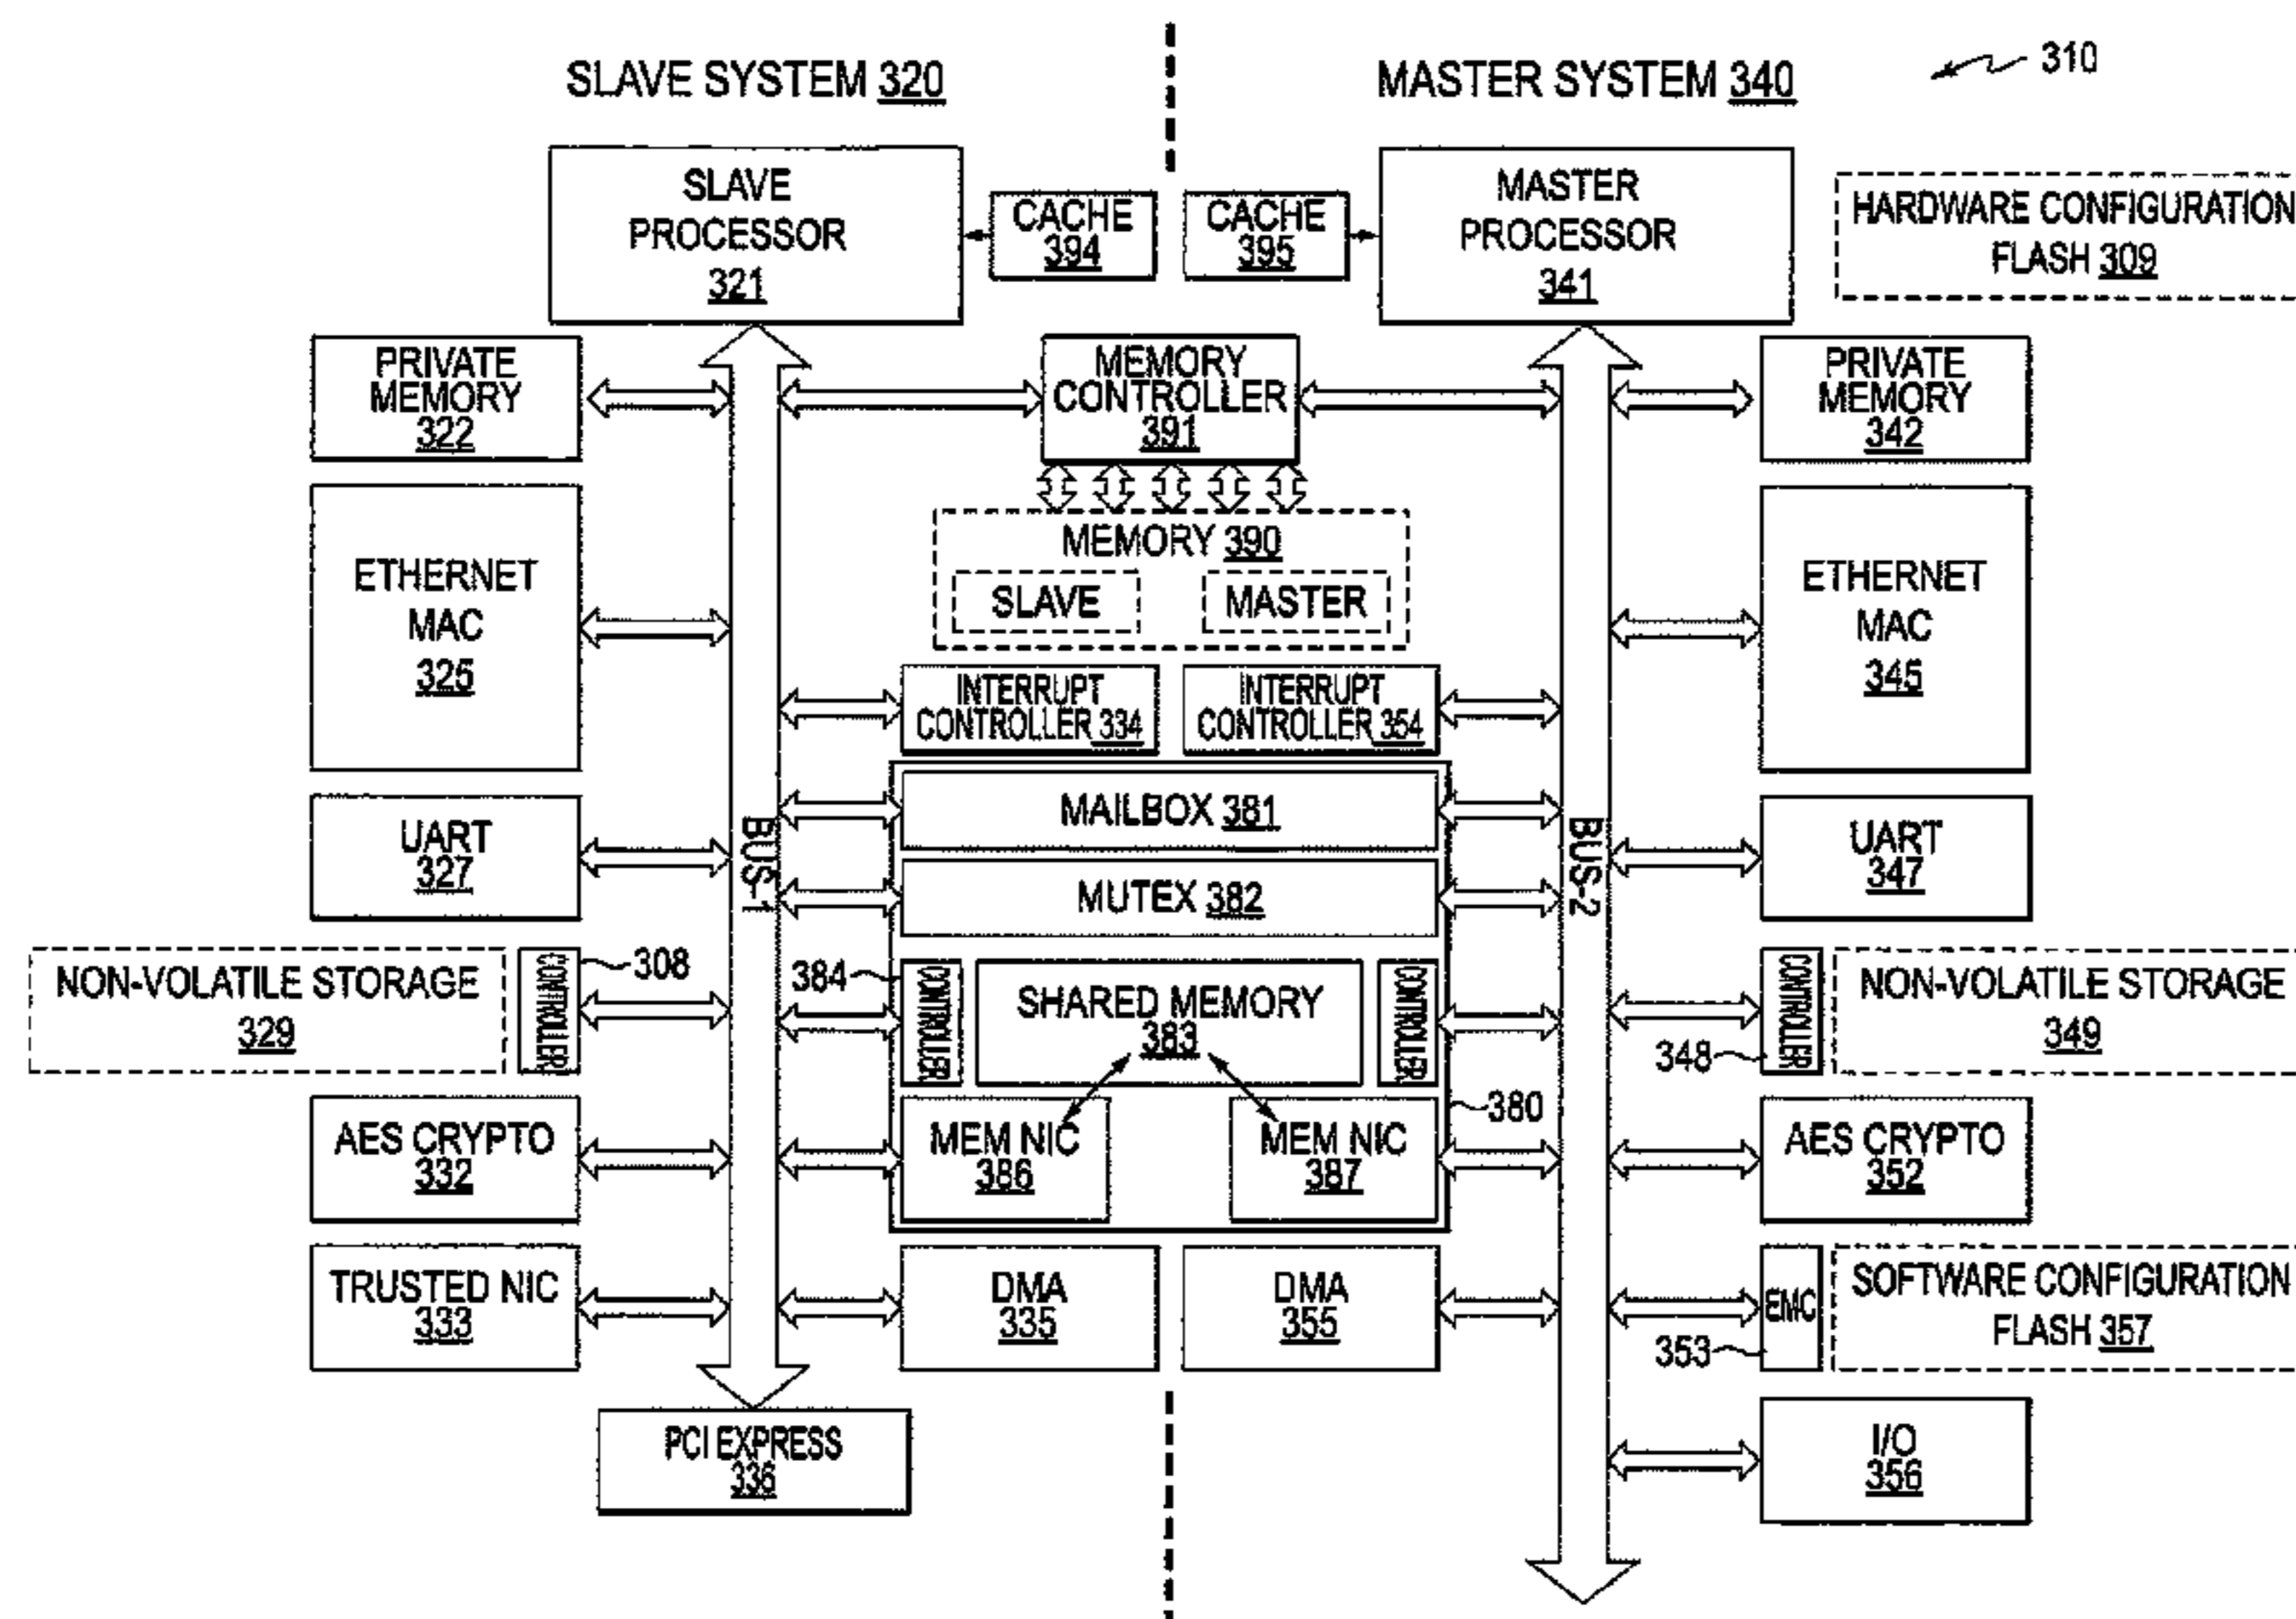 SLAVE SYSTEM 320
MASTER SYSTEM 340
310
SLAVE
PROCESSOR
321
CACHE
394
CACHE
395
MASTER
PROCESSOR
341
HARDWARE CONFIGURATION
FLASH 309
PRIVATE
MEMORY
322
MEMORY
CONTROLLER
391
PRIVATE
MEMORY
342
MEMORY 390
SLAVE
MASTER
ETHERNET
MAC
325
ETHERNET
MAC
345
INTERRUPT
CONTROLLER 334
INTERRUPT
CONTROLLER 354
BUS-1
MAILBOX 381
BUS-2
UART
327
UART
347
MUTEX 382
NON-VOLATILE STORAGE
329
CONTROLLER
308
384
CONTROLLER
SHARED MEMORY
383
CONTROLLER
348
CONTROLLER
NON-VOLATILE STORAGE
349
380
AES CRYPTO
332
MEM NIC
386
MEM NIC
387
AES CRYPTO
352
TRUSTED NIC
333
DMA
335
DMA
355
353
EMC
SOFTWARE CONFIGURATION
FLASH 357
PCI EXPRESS
336
I/O
356